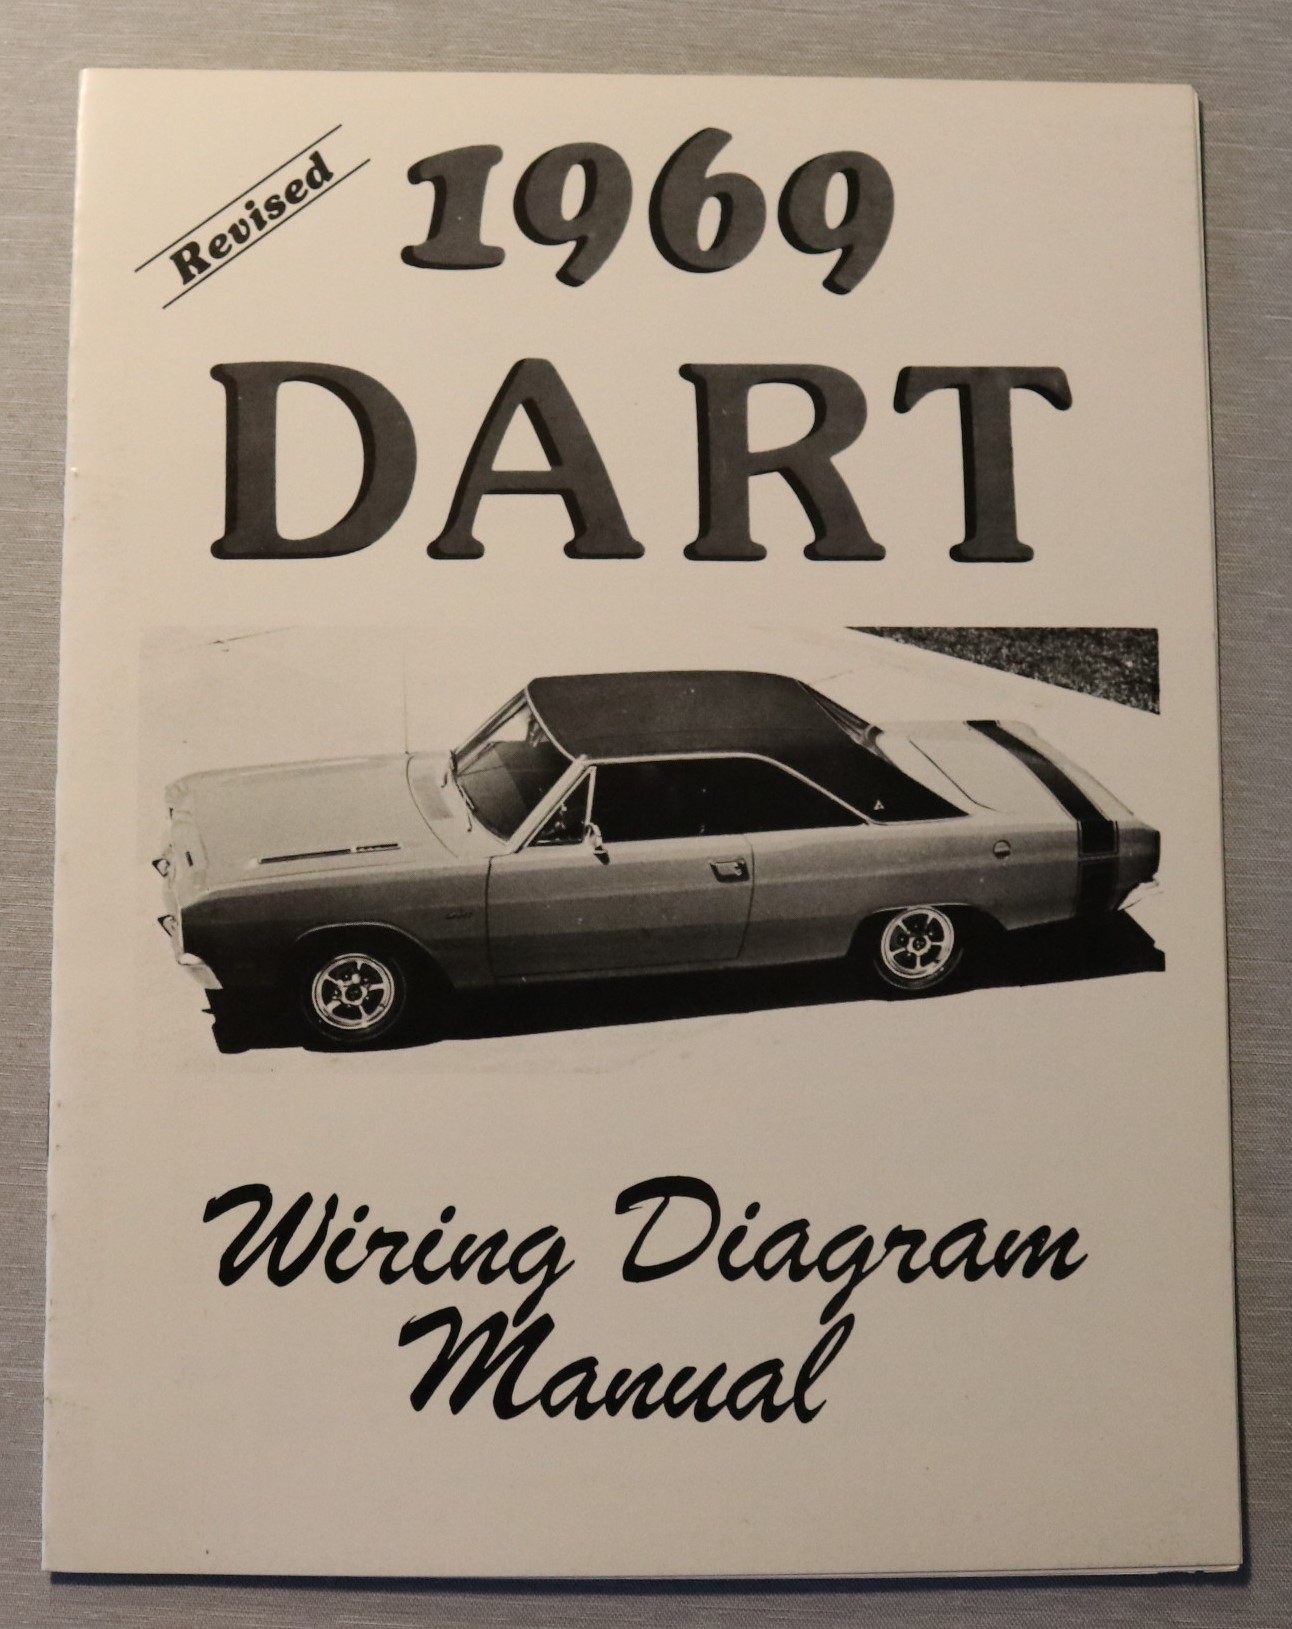 Revised
1969
DART
Wiring Diagram
Manual